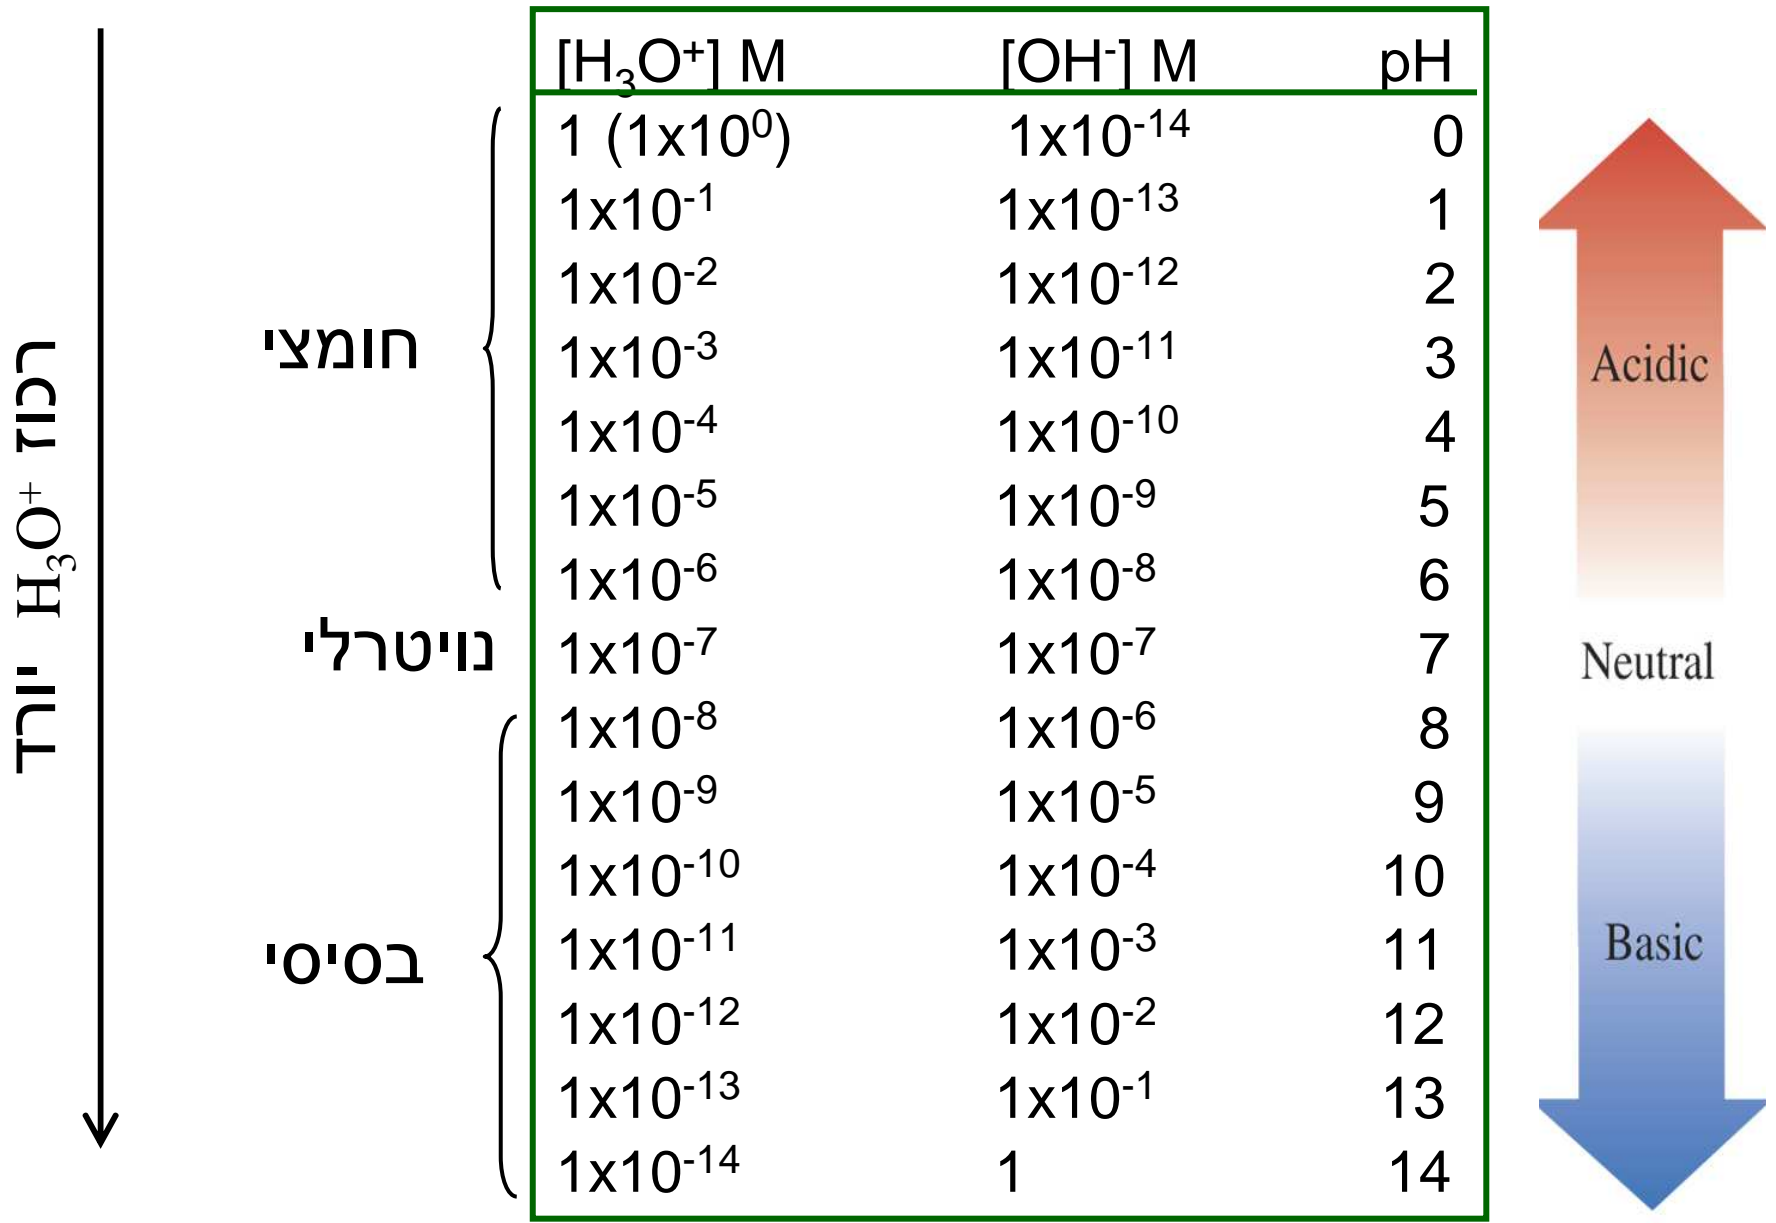 רכוז H₃O⁺ יורד
[H₃O⁺] M [OH⁻] M pH
1 (1x10⁰) 1x10⁻¹⁴ 0
1x10⁻¹ 1x10⁻¹³ 1
1x10⁻² 1x10⁻¹² 2
1x10⁻³ 1x10⁻¹¹ 3
1x10⁻⁴ 1x10⁻¹⁰ 4
1x10⁻⁵ 1x10⁻⁹ 5
1x10⁻⁶ 1x10⁻⁸ 6
1x10⁻⁷ 1x10⁻⁷ 7
1x10⁻⁸ 1x10⁻⁶ 8
1x10⁻⁹ 1x10⁻⁵ 9
1x10⁻¹⁰ 1x10⁻⁴ 10
1x10⁻¹¹ 1x10⁻³ 11
1x10⁻¹² 1x10⁻² 12
1x10⁻¹³ 1x10⁻¹ 13
1x10⁻¹⁴ 1 14
חומצי
נויטרלי
בסיסי
Acidic
Neutral
Basic